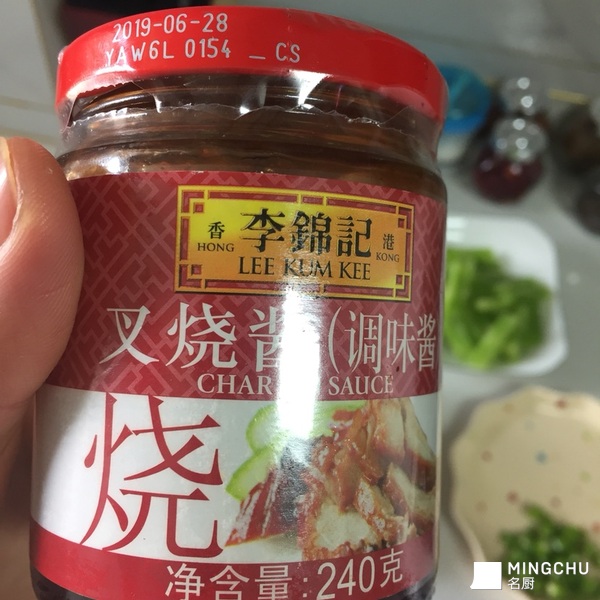 2019-06-28
YAW6L 0154 _ CS
香 李錦記 港
HONG LEE KUM KEE KONG
叉烧酱 (调味酱
CHAR SAUCE
烧
净含量: 240克
MINGCHU
名厨